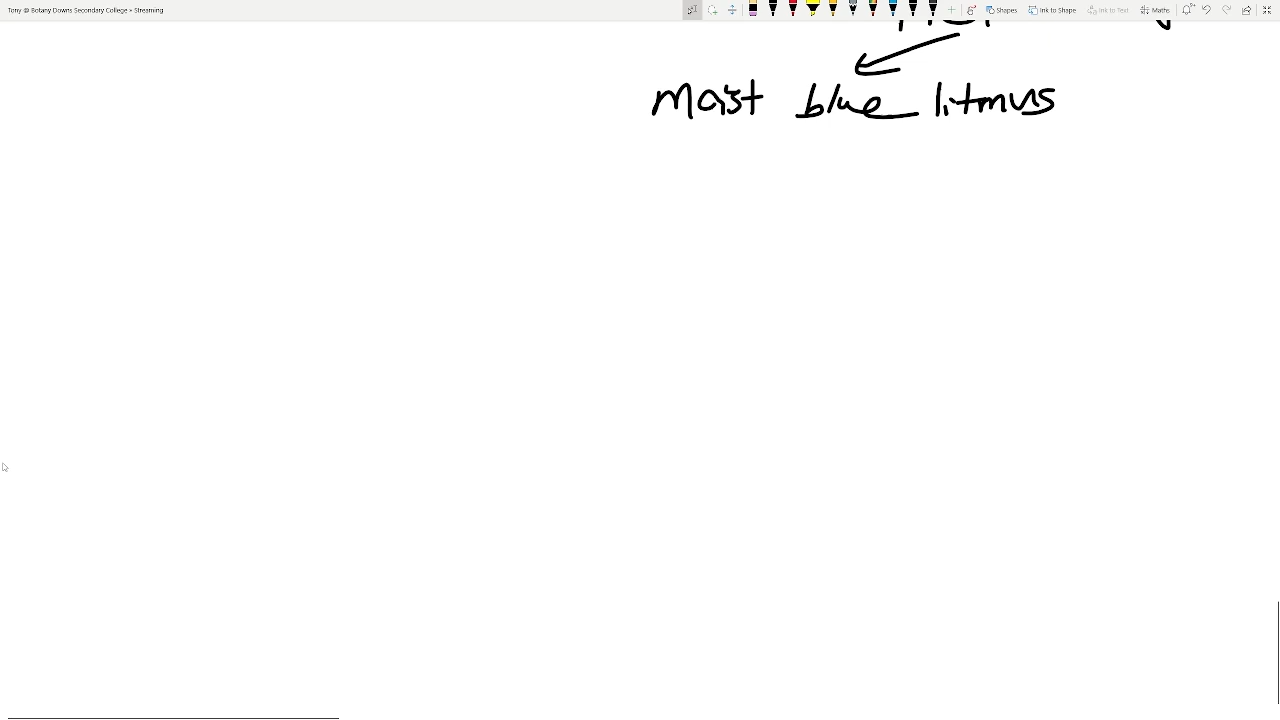 Tony @ Botany Downs Secondary College > Streaming
Shapes Ink to Shape Ink to Text Maths
moist blue litmus